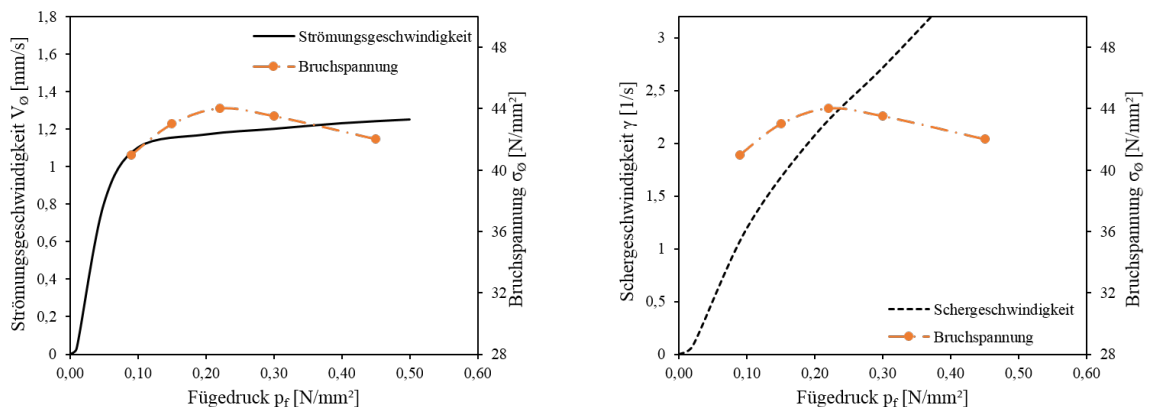 Strömungsgeschwindigkeit V_Ø [mm/s]
1,8
1,6
1,4
1,2
1
0,8
0,6
0,4
0,2
0
Strömungsgeschwindigkeit
Bruchspannung
48
44
40
36
32
28
Bruchspannung σ_Ø [N/mm²]
0,00 0,10 0,20 0,30 0,40 0,50 0,60
Fügedruck p_f [N/mm²]
Schergeschwindigkeit γ [1/s]
3
2,5
2
1,5
1
0,5
0
Schergeschwindigkeit
Bruchspannung
48
44
40
36
32
28
Bruchspannung σ_Ø [N/mm²]
0,00 0,10 0,20 0,30 0,40 0,50 0,60
Fügedruck p_f [N/mm²]